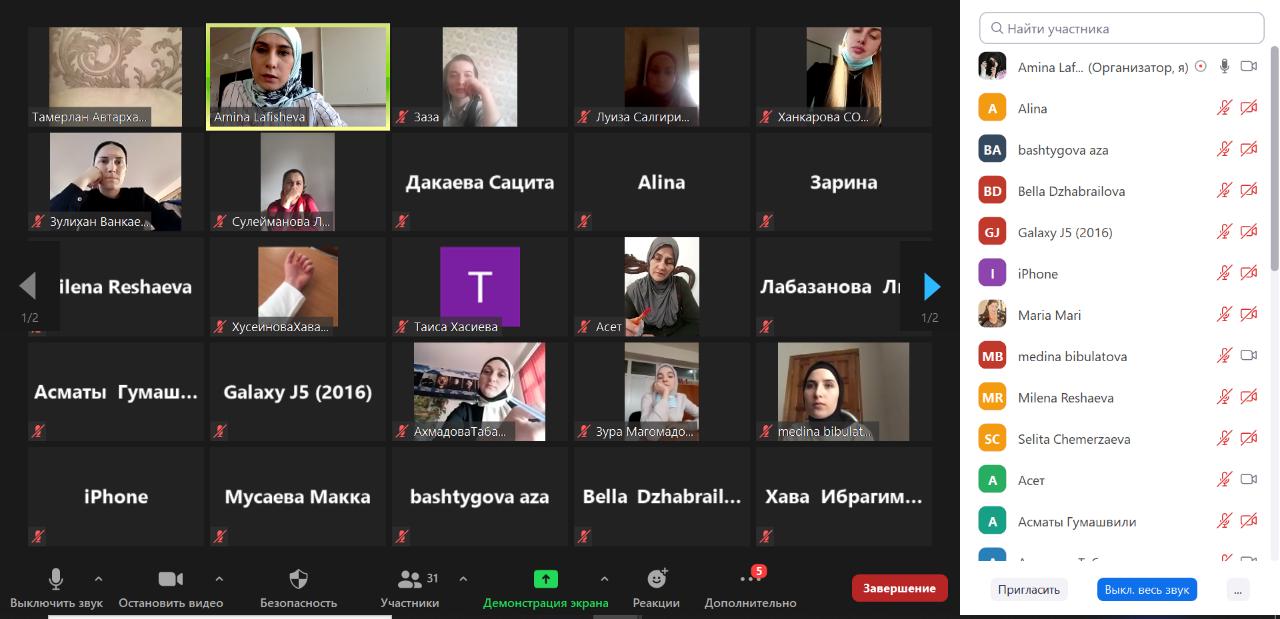 Тамерлан Автарха...
Amina Lafisheva
Заза
Луиза Салгири...
Ханкарова СО...
Зулихан Ванкае...
Сулейманова Л...
Дакаева Сацита
Alina
Зарина
ilena Reshaeva
ХусеиноваХава...
T
Таиса Хасиева
Асет
Лабазанова Л
1/2
1/2
Асматы Гумаш...
Galaxy J5 (2016)
АхмадоваТаба...
Зура Магомадо...
medina bibulat...
iPhone
Мусаева Макка
bashtygova aza
Bella Dzhabrail...
Хава Ибрагим...
31
5
Выключить звук
Остановить видео
Безопасность
Участники
Демонстрация экрана
Реакции
Дополнительно
Завершение
Найти участника
Amina Laf... (Организатор, я)
A Alina
BA bashtygova aza
BD Bella Dzhabrailova
GJ Galaxy J5 (2016)
I iPhone
Maria Mari
MB medina bibulatova
MR Milena Reshaeva
SC Selita Chemerzaeva
А Асет
А Асматы Гумашвили
Пригласить
Выкл. весь звук
...